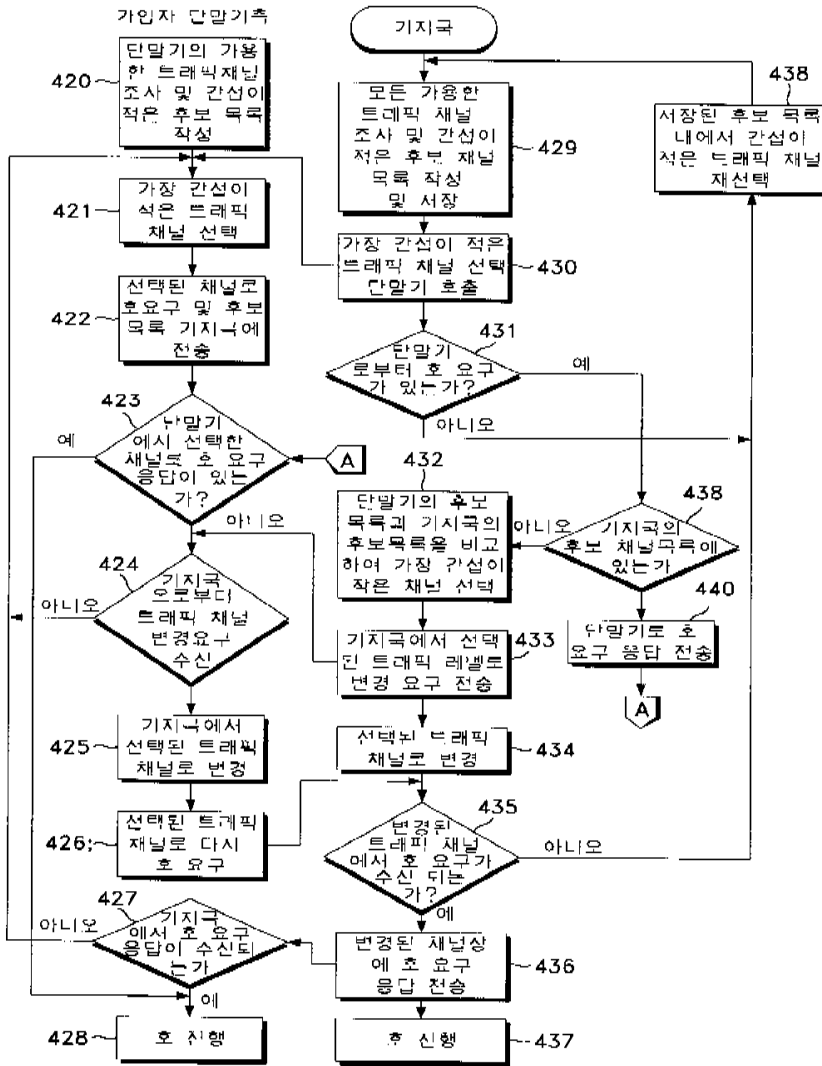 가입자 단말기측
420
단말기의 가용
한 트래픽채널
조사 및 간섭이
적은 후보 목록
작성
421
가장 간섭이
적은 트래픽
채널 선택
422
선택된 채널로
호요구 및 후보
목록 기지국에
전송
423
단말기
에서 선택한
채널로 호 요구
응답이 있는
가?
예
아니오
A
424
기지국
으로부터
트래픽 채널
변경요구
수신
아니오
425
기지국에서
선택된 트래픽
채널로 변경
426;
선택된 트래픽
채널로 다시
호 요구
427
기지국
에서 호 요구
응답이 수신되
는가
아니오
예
428
호 진행
기지국
429
모든 가용한
트래픽 채널
조사 및 간섭이
적은 후보 채널
목록 작성
및 저장
430
가장 간섭이 적은
트래픽 채널 선택
단말기 호출
431
단말기
로부터 호 요구
가 있는가?
예
아니오
432
단말기의 후보
목록과 기지국의
후보목록을 비교
하여 가장 간섭이
작은 채널 선택
433
기지국에서 선택
된 트래픽 레벨로
변경 요구 전송
434
선택된 트래픽
채널로 변경
435
변경된
트래픽 채널
에서 호 요구가
수신 되는
가?
아니오
예
436
변경된 채널상
에 호 요구
응답 전송
437
호 진행
438
저장된 후보 목록
내에서 간섭이
적은 트래픽 채널
재선택
438
기지국의
후보 채널목록에
있는가
아니오
440
단말기로 호
요구 응답 전송
A